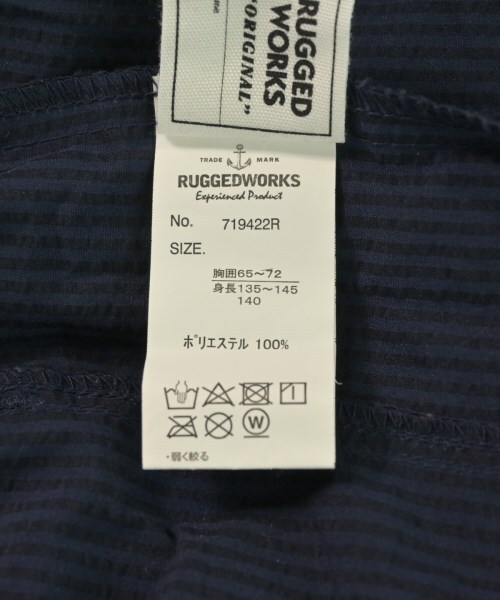 RUGGED
WORKS
"ORIGINAL"
TRADE MARK
RUGGEDWORKS
Experienced Product
No. 719422R
SIZE.
胸囲65～72
身長135～145
140
ポリエステル 100%
W
・弱く絞る